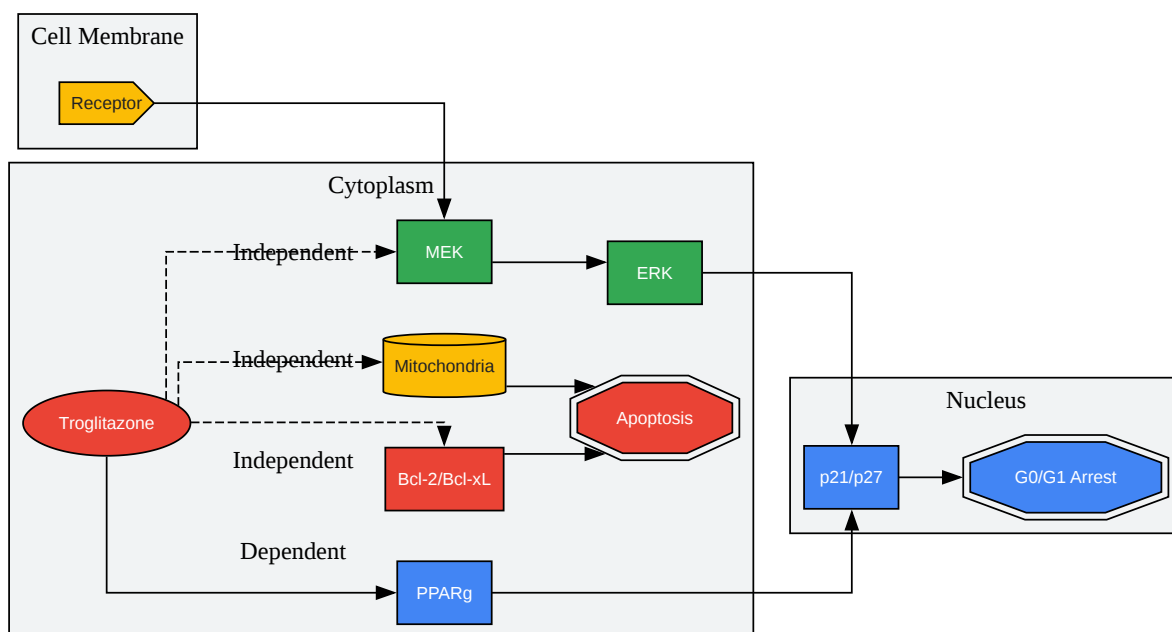 Cell Membrane
Receptor
Cytoplasm
Independent
MEK
ERK
Independent
Mitochondria
Troglitazone
Apoptosis
Independent
Bcl-2/Bcl-xL
Dependent
PPARg
Nucleus
p21/p27
G0/G1 Arrest